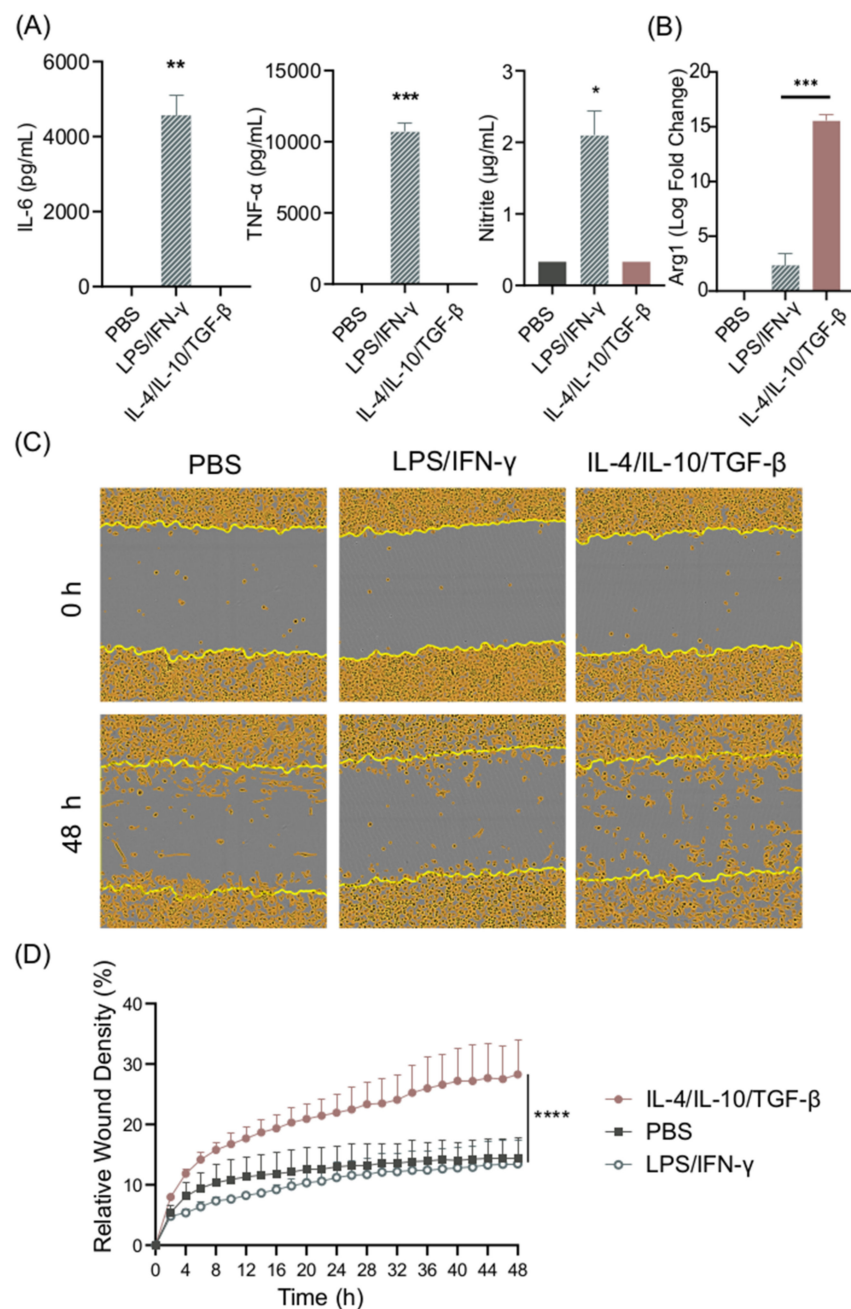 (A)
(B)
IL-6 (pg/mL)
6000
4000
2000
0
**
PBS
LPS/IFN-γ
IL-4/IL-10/TGF-β
TNF-α (pg/mL)
15000
10000
5000
0
***
PBS
LPS/IFN-γ
IL-4/IL-10/TGF-β
Nitrite (µg/mL)
3
2
1
0
*
PBS
LPS/IFN-γ
IL-4/IL-10/TGF-β
Arg1 (Log Fold Change)
20
15
10
5
0
***
PBS
LPS/IFN-γ
IL-4/IL-10/TGF-β
(C)
PBS
LPS/IFN-γ
IL-4/IL-10/TGF-β
0 h
48 h
(D)
Relative Wound Density (%)
40
30
20
10
0
0 4 8 12 16 20 24 28 32 36 40 44 48
Time (h)
****
IL-4/IL-10/TGF-β
PBS
LPS/IFN-γ